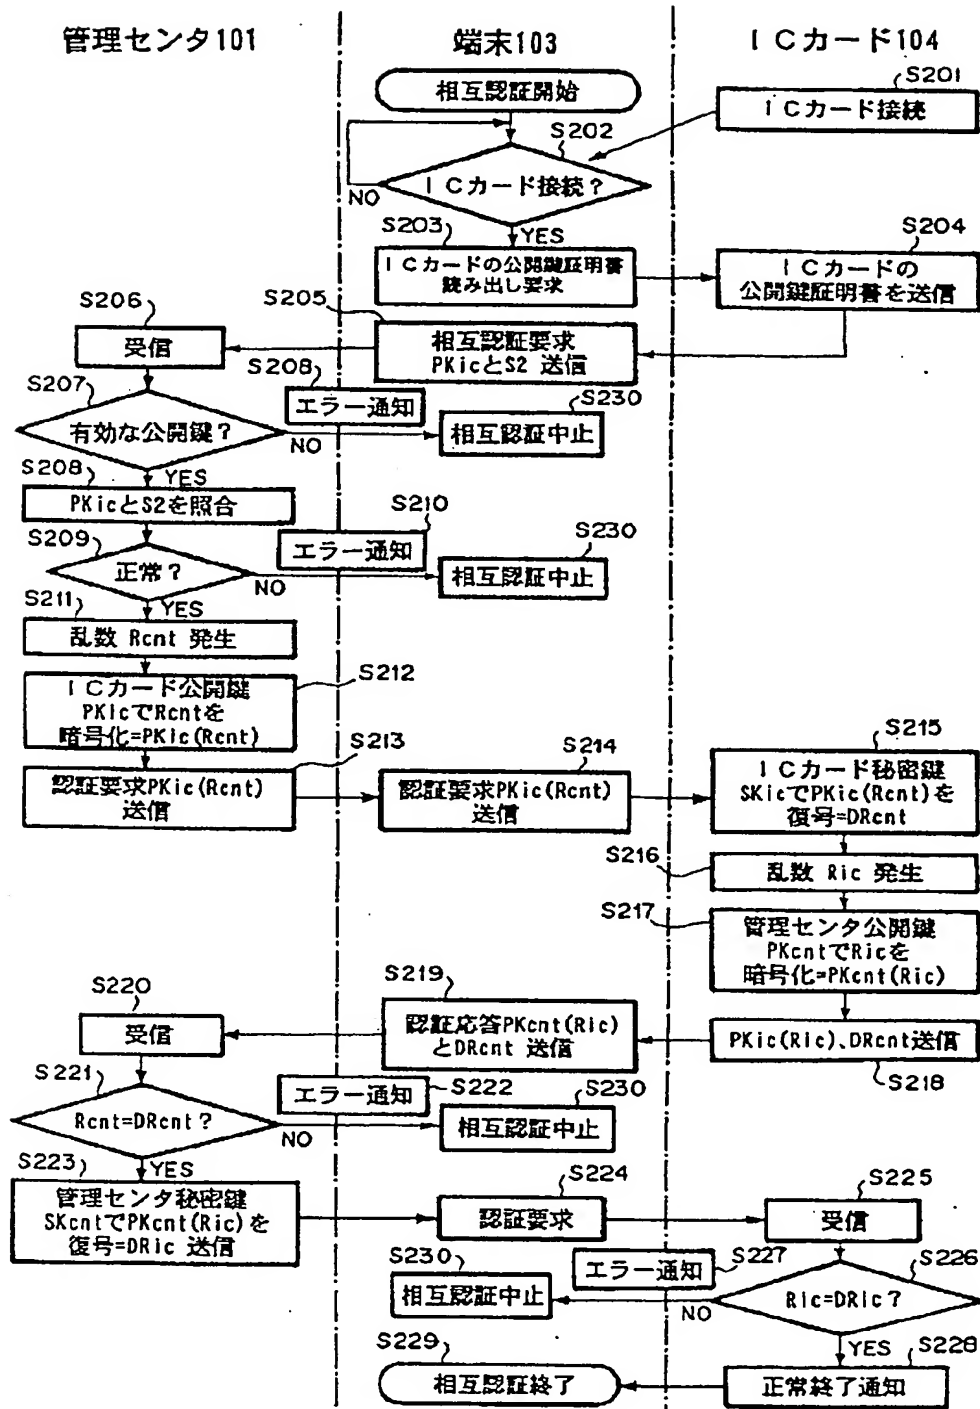 管理センタ101
端末103
ICカード104
相互認証開始
S201
ICカード接続
S202
ICカード接続?
NO
YES
S203
ICカードの公開鍵証明書
読み出し要求
S204
ICカードの
公開鍵証明書を送信
S205
相互認証要求
PKicとS2 送信
S206
受信
S207
有効な公開鍵?
NO
YES
S208
エラー通知
S230
相互認証中止
S208
PKicとS2を照合
S209
正常?
NO
YES
S210
エラー通知
S230
相互認証中止
S211
乱数 Rcnt 発生
S212
ICカード公開鍵
PKicでRcntを
暗号化=PKic(Rcnt)
S213
認証要求PKic(Rcnt)
送信
S214
認証要求PKic(Rcnt)
送信
S215
ICカード秘密鍵
SKicでPKic(Rcnt)を
復号=DRcnt
S216
乱数 Ric 発生
S217
管理センタ公開鍵
PKcntでRicを
暗号化=PKcnt(Ric)
PKic(Ric)、DRcnt送信
S218
S219
認証応答PKcnt(Ric)
とDRcnt 送信
S220
受信
S221
Rcnt=DRcnt?
NO
YES
エラー通知
S222
S230
相互認証中止
S223
管理センタ秘密鍵
SKcntでPKcnt(Ric)を
復号=DRic 送信
S224
認証要求
S225
受信
S226
Ric=DRic?
NO
YES
エラー通知
S227
S230
相互認証中止
S228
正常終了通知
S229
相互認証終了